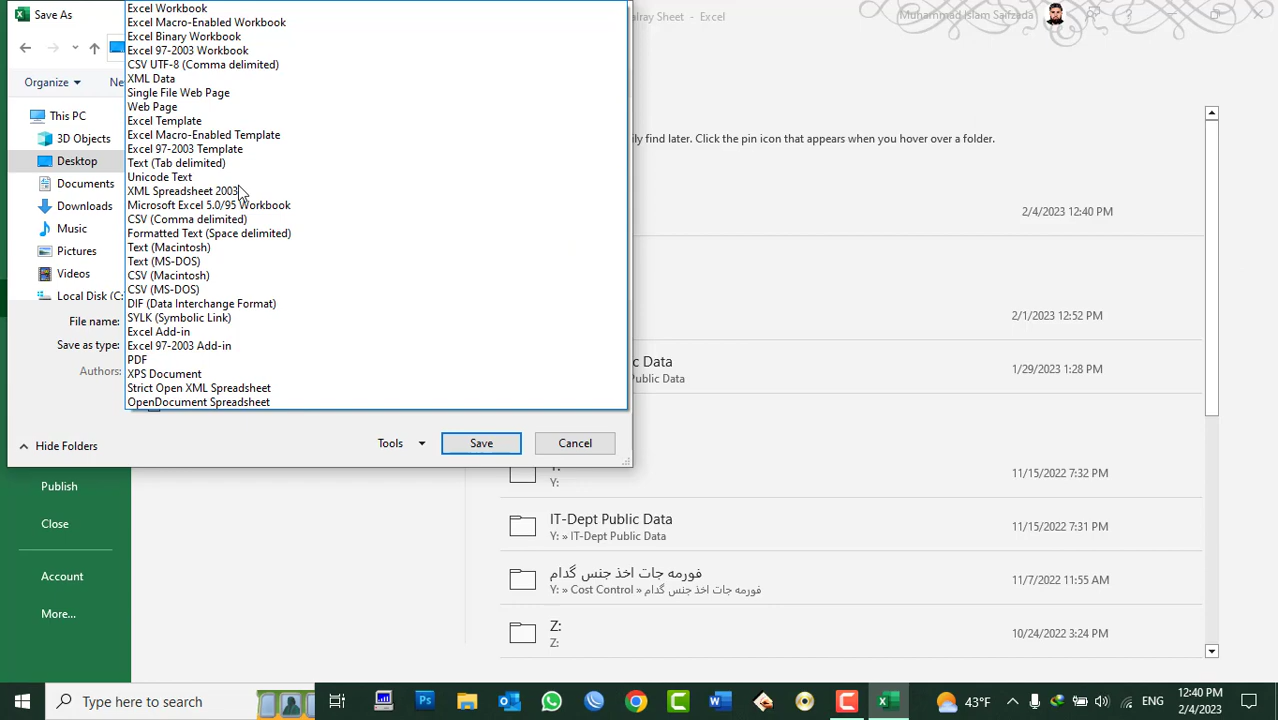 Save As
alray Sheet - Excel
Muhammad Islam Saifzada
?
Excel Workbook
Excel Macro-Enabled Workbook
Excel Binary Workbook
Excel 97-2003 Workbook
CSV UTF-8 (Comma delimited)
XML Data
Single File Web Page
Web Page
Excel Template
Excel Macro-Enabled Template
Excel 97-2003 Template
Text (Tab delimited)
Unicode Text
XML Spreadsheet 2003
Microsoft Excel 5.0/95 Workbook
CSV (Comma delimited)
Formatted Text (Space delimited)
Text (Macintosh)
Text (MS-DOS)
CSV (Macintosh)
CSV (MS-DOS)
DIF (Data Interchange Format)
SYLK (Symbolic Link)
Excel Add-in
Excel 97-2003 Add-in
PDF
XPS Document
Strict Open XML Spreadsheet
OpenDocument Spreadsheet
Organize
Ne
This PC
3D Objects
Desktop
Documents
Downloads
Music
Pictures
Videos
Local Disk (C:
File name:
Save as type:
Authors:
Hide Folders
Tools
Save
Cancel
ily find later. Click the pin icon that appears when you hover over a folder.
2/4/2023 12:40 PM
2/1/2023 12:52 PM
Data
1/29/2023 1:28 PM
Public Data
Y:
11/15/2022 7:32 PM
Y:
IT-Dept Public Data
11/15/2022 7:31 PM
Y: » IT-Dept Public Data
فورمه جات اخذ جنس گدام
11/7/2022 11:55 AM
Y: » Cost Control » فورمه جات اخذ جنس گدام
Z:
10/24/2022 3:24 PM
Z:
Publish
Close
Account
More...
Type here to search
43°F
ENG
12:40 PM
2/4/2023